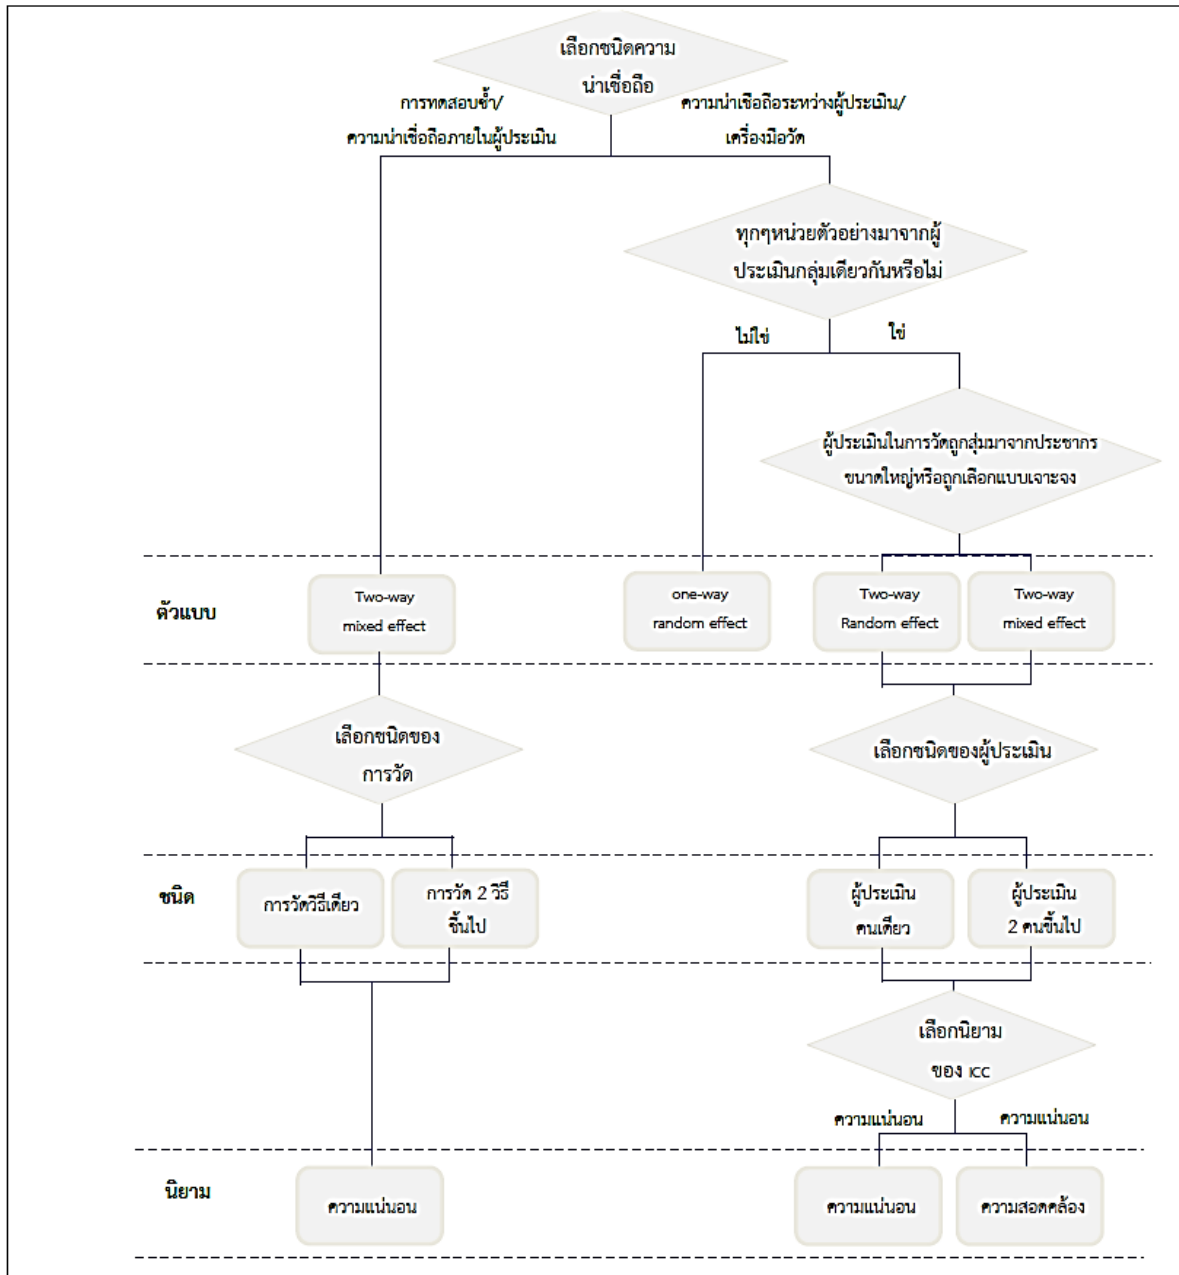 เลือกชนิดความ
น่าเชื่อถือ
การทดสอบซ้ำ/
ความน่าเชื่อถือภายในผู้ประเมิน
ความน่าเชื่อถือระหว่างผู้ประเมิน/
เครื่องมือวัด
ทุกๆหน่วยตัวอย่างมาจากผู้
ประเมินกลุ่มเดียวกันหรือไม่
ไม่ใช่
ใช่
ผู้ประเมินในการวัดถูกสุ่มมาจากประชากร
ขนาดใหญ่หรือถูกเลือกแบบเจาะจง
ตัวแบบ
Two-way
mixed effect
one-way
random effect
Two-way
Random effect
Two-way
mixed effect
เลือกชนิดของ
การวัด
เลือกชนิดของผู้ประเมิน
ชนิด
การวัดวิธีเดียว
การวัด 2 วิธี
ขึ้นไป
ผู้ประเมิน
คนเดียว
ผู้ประเมิน
2 คนขึ้นไป
เลือกนิยาม
ของ ICC
ความแน่นอน
ความแน่นอน
นิยาม
ความแน่นอน
ความแน่นอน
ความสอดคล้อง